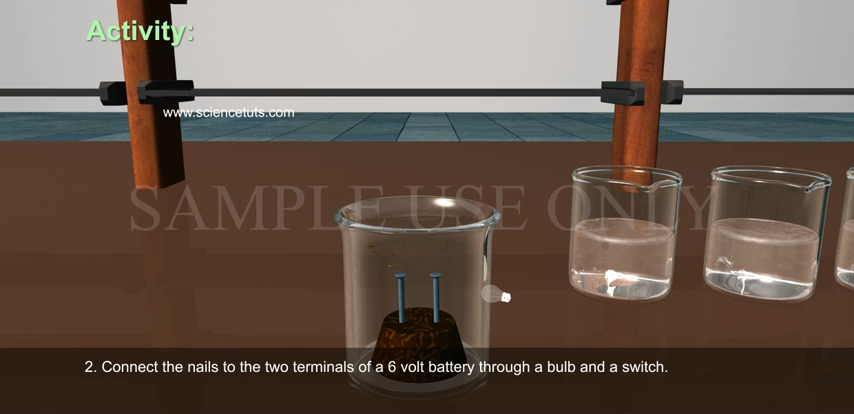 Activity:
www.sciencetuts.com
SAMPLE USE ONLY
2. Connect the nails to the two terminals of a 6 volt battery through a bulb and a switch.